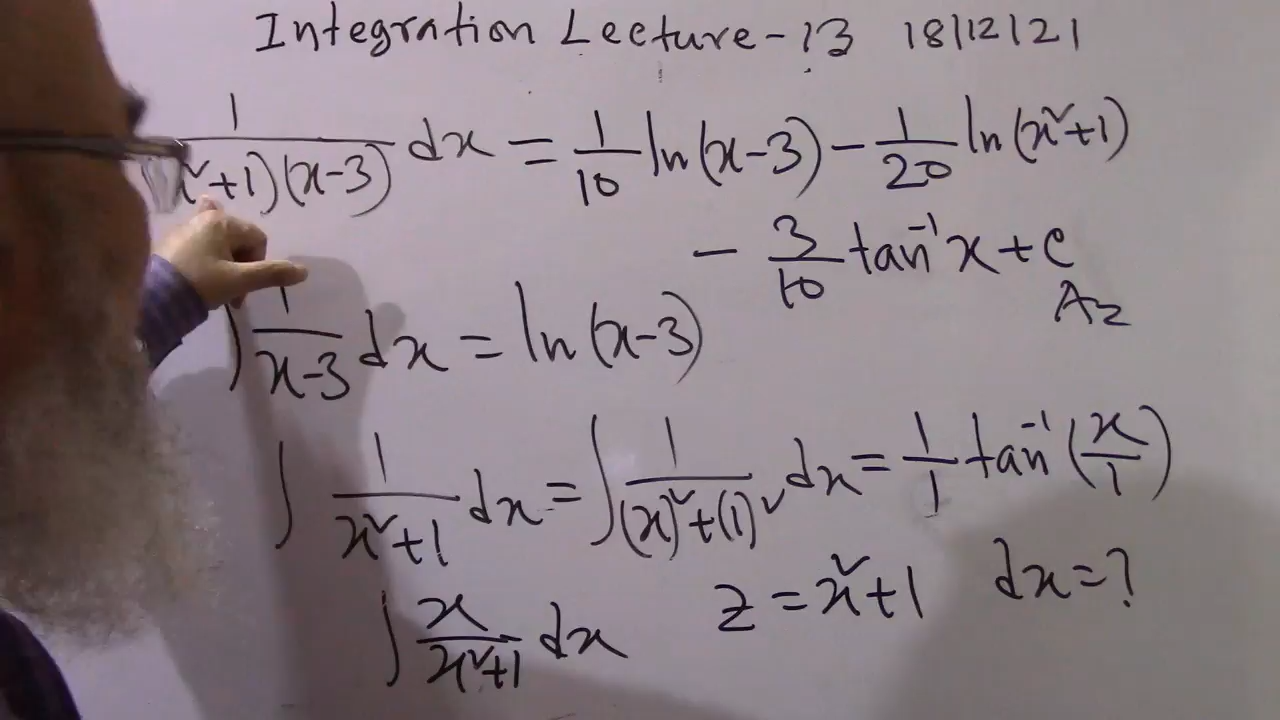 Integration Lecture-13 18/12/21
1/(x²+1)(x-3) dx = 1/10 ln(x-3) - 1/20 ln(x²+1)
- 3/10 tan⁻¹x + c
∫ 1/x-3 dx = ln(x-3)
∫ 1/x²+1 dx = ∫ 1/(x)²+(1)² dx = 1/1 tan⁻¹(x/1)
∫ x/x²+1 dx z = x²+1 dx = ?